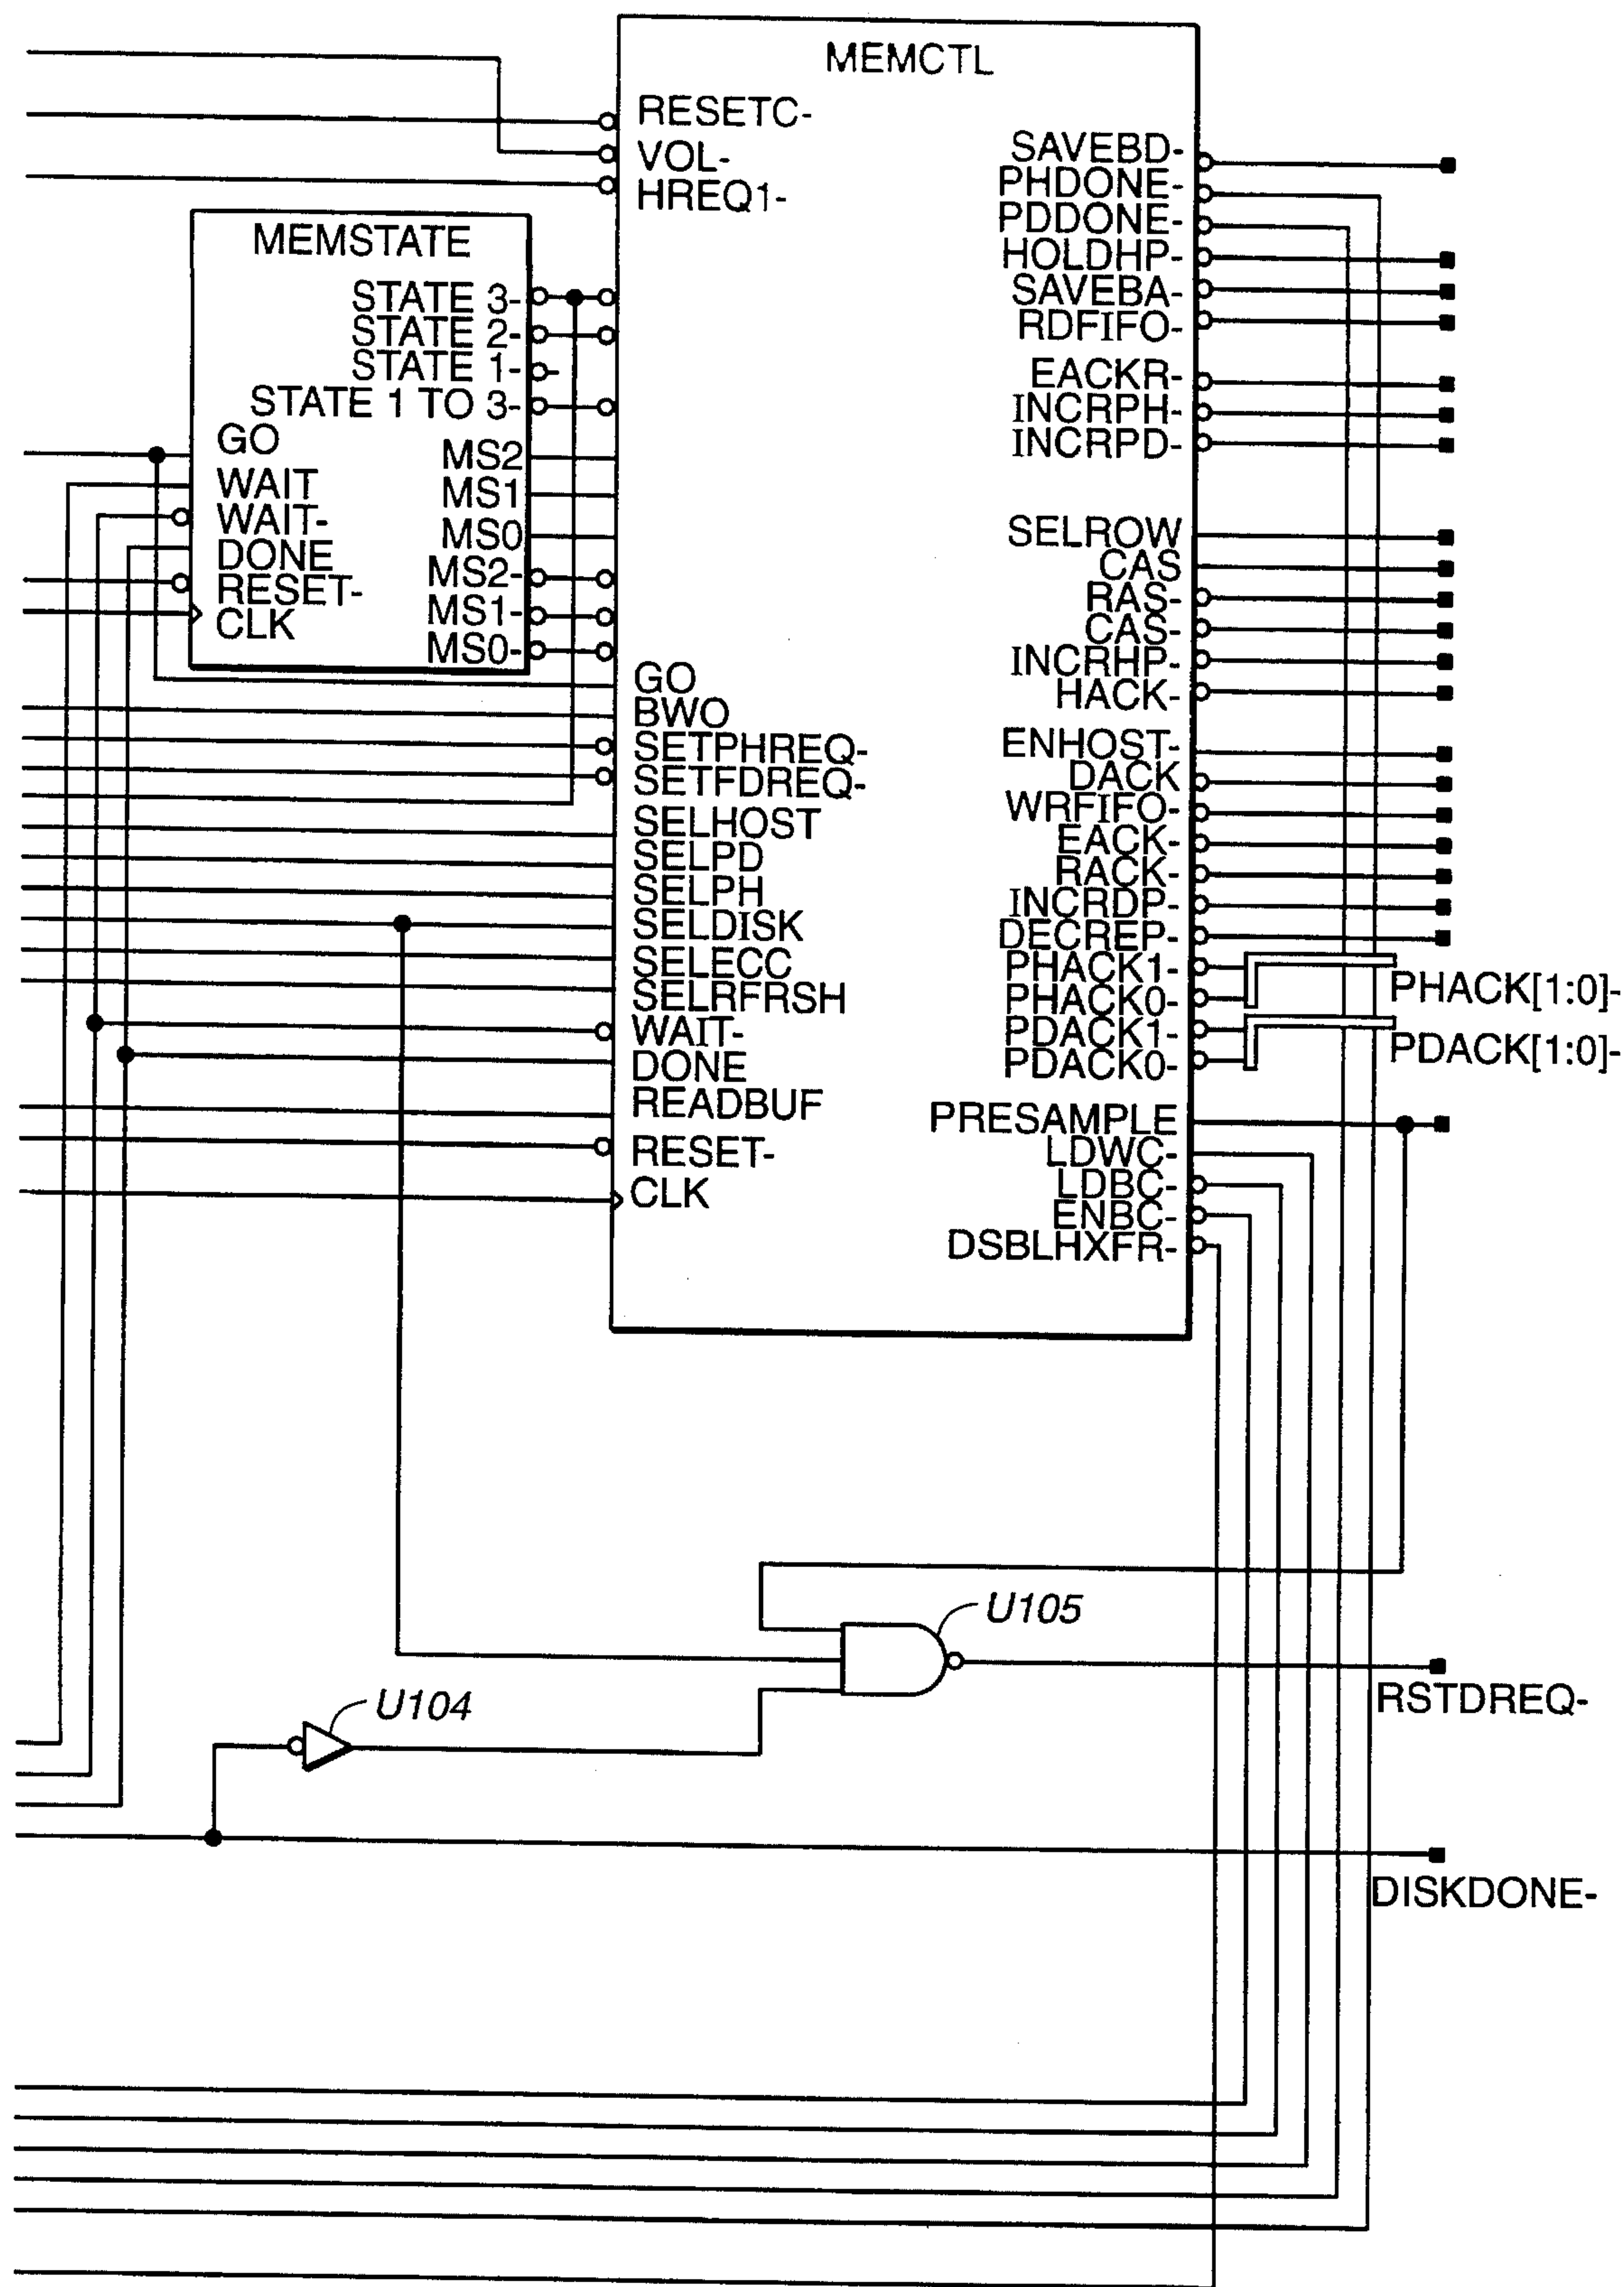 MEMCTL
RESETC-
VOL-
HREQ1-
SAVEBD-
PHDONE-
PDDONE-
HOLDHP-
SAVEBA-
RDFIFO-
EACKR-
INCRPH-
INCRPD-
MEMSTATE
STATE 3-
STATE 2-
STATE 1-
STATE 1 TO 3-
GO
WAIT
WAIT-
DONE
RESET-
CLK
MS2
MS1
MS0
MS2-
MS1-
MS0-
SELROW
CAS
RAS-
CAS-
INCRHP-
HACK-
GO
BWO
SETPHREQ-
SETFDREQ-
SELHOST
SELPD
SELPH
SELDISK
SELECC
SELRFRSH
WAIT-
DONE
READBUF
RESET-
CLK
ENHOST-
DACK
WRFIFO-
EACK-
RACK-
INCRDP-
DECREP-
PHACK1-
PHACK0-
PDACK1-
PDACK0-
PHACK[1:0]-
PDACK[1:0]-
PRESAMPLE
LDWC-
LDBC-
ENBC-
DSBLHXFR-
U105
RSTDREQ-
U104
DISKDONE-